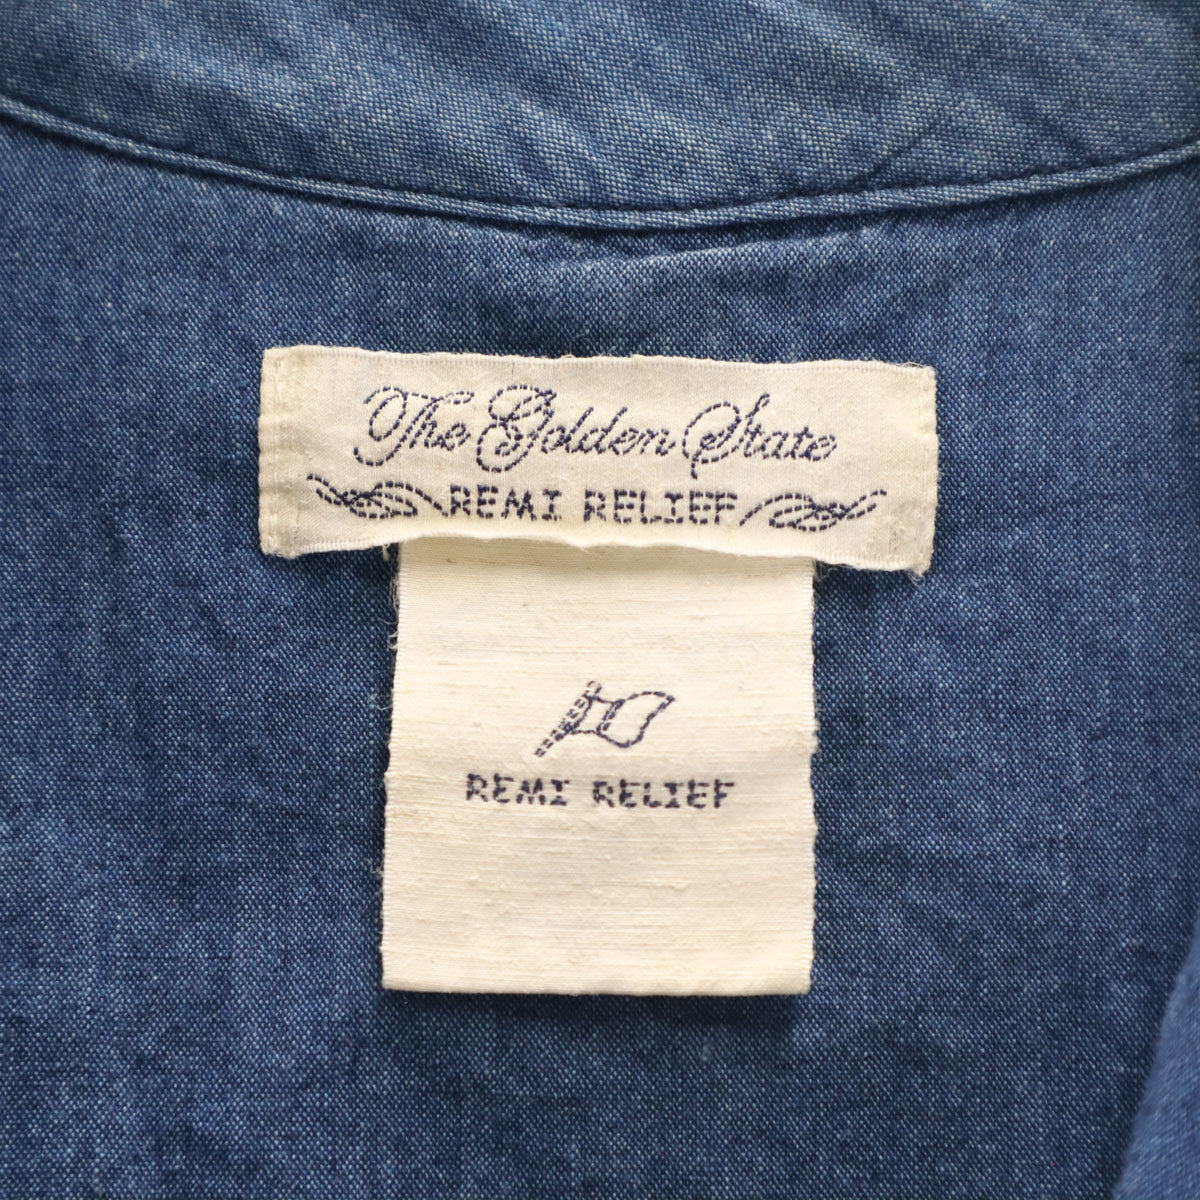 The Golden State
REMI RELIEF
REMI RELIEF